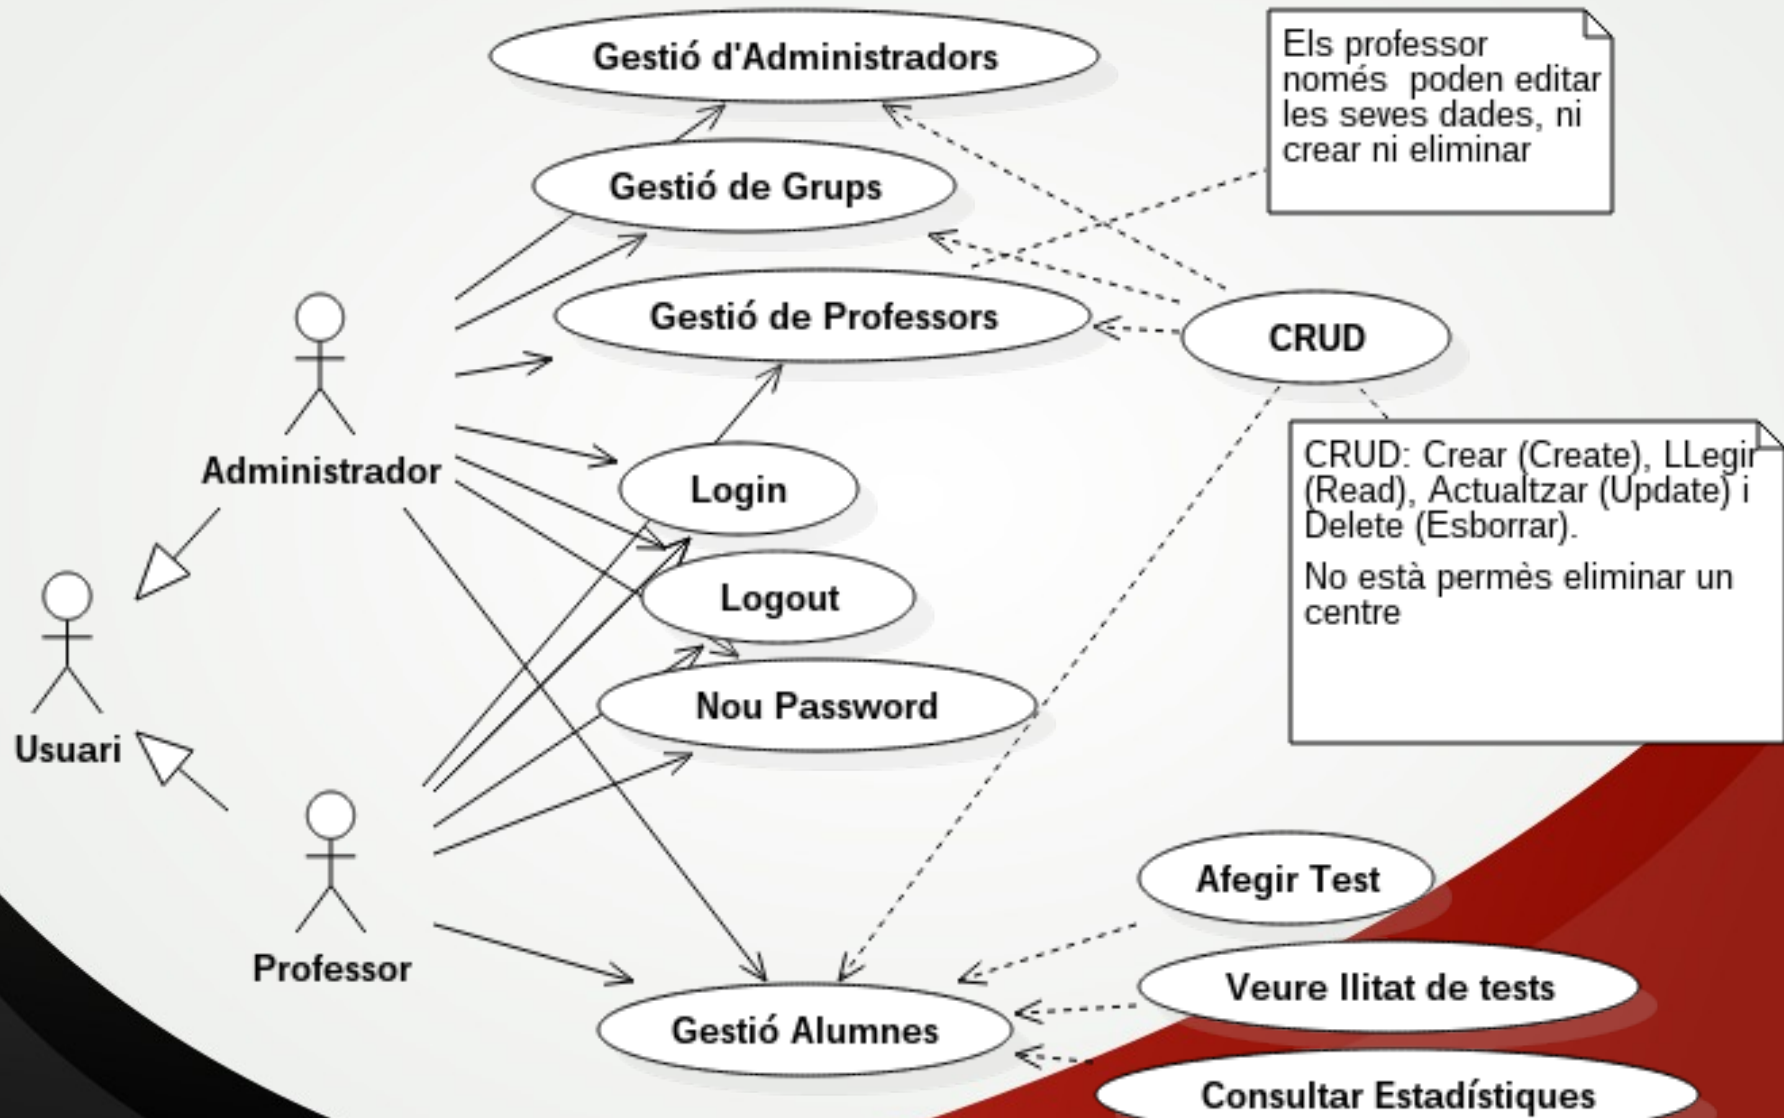 Gestió d'Administradors
Els professor
només  poden editar
les seves dades, ni
crear ni eliminar
Gestió de Grups
Gestió de Professors
CRUD
Administrador
Login
CRUD: Crear (Create), LLegir
(Read), Actualtzar (Update) i
Delete (Esborrar).
No està permès eliminar un
centre
Logout
Nou Password
Usuari
Professor
Afegir Test
Veure llitat de tests
Gestió Alumnes
Consultar Estadístiques